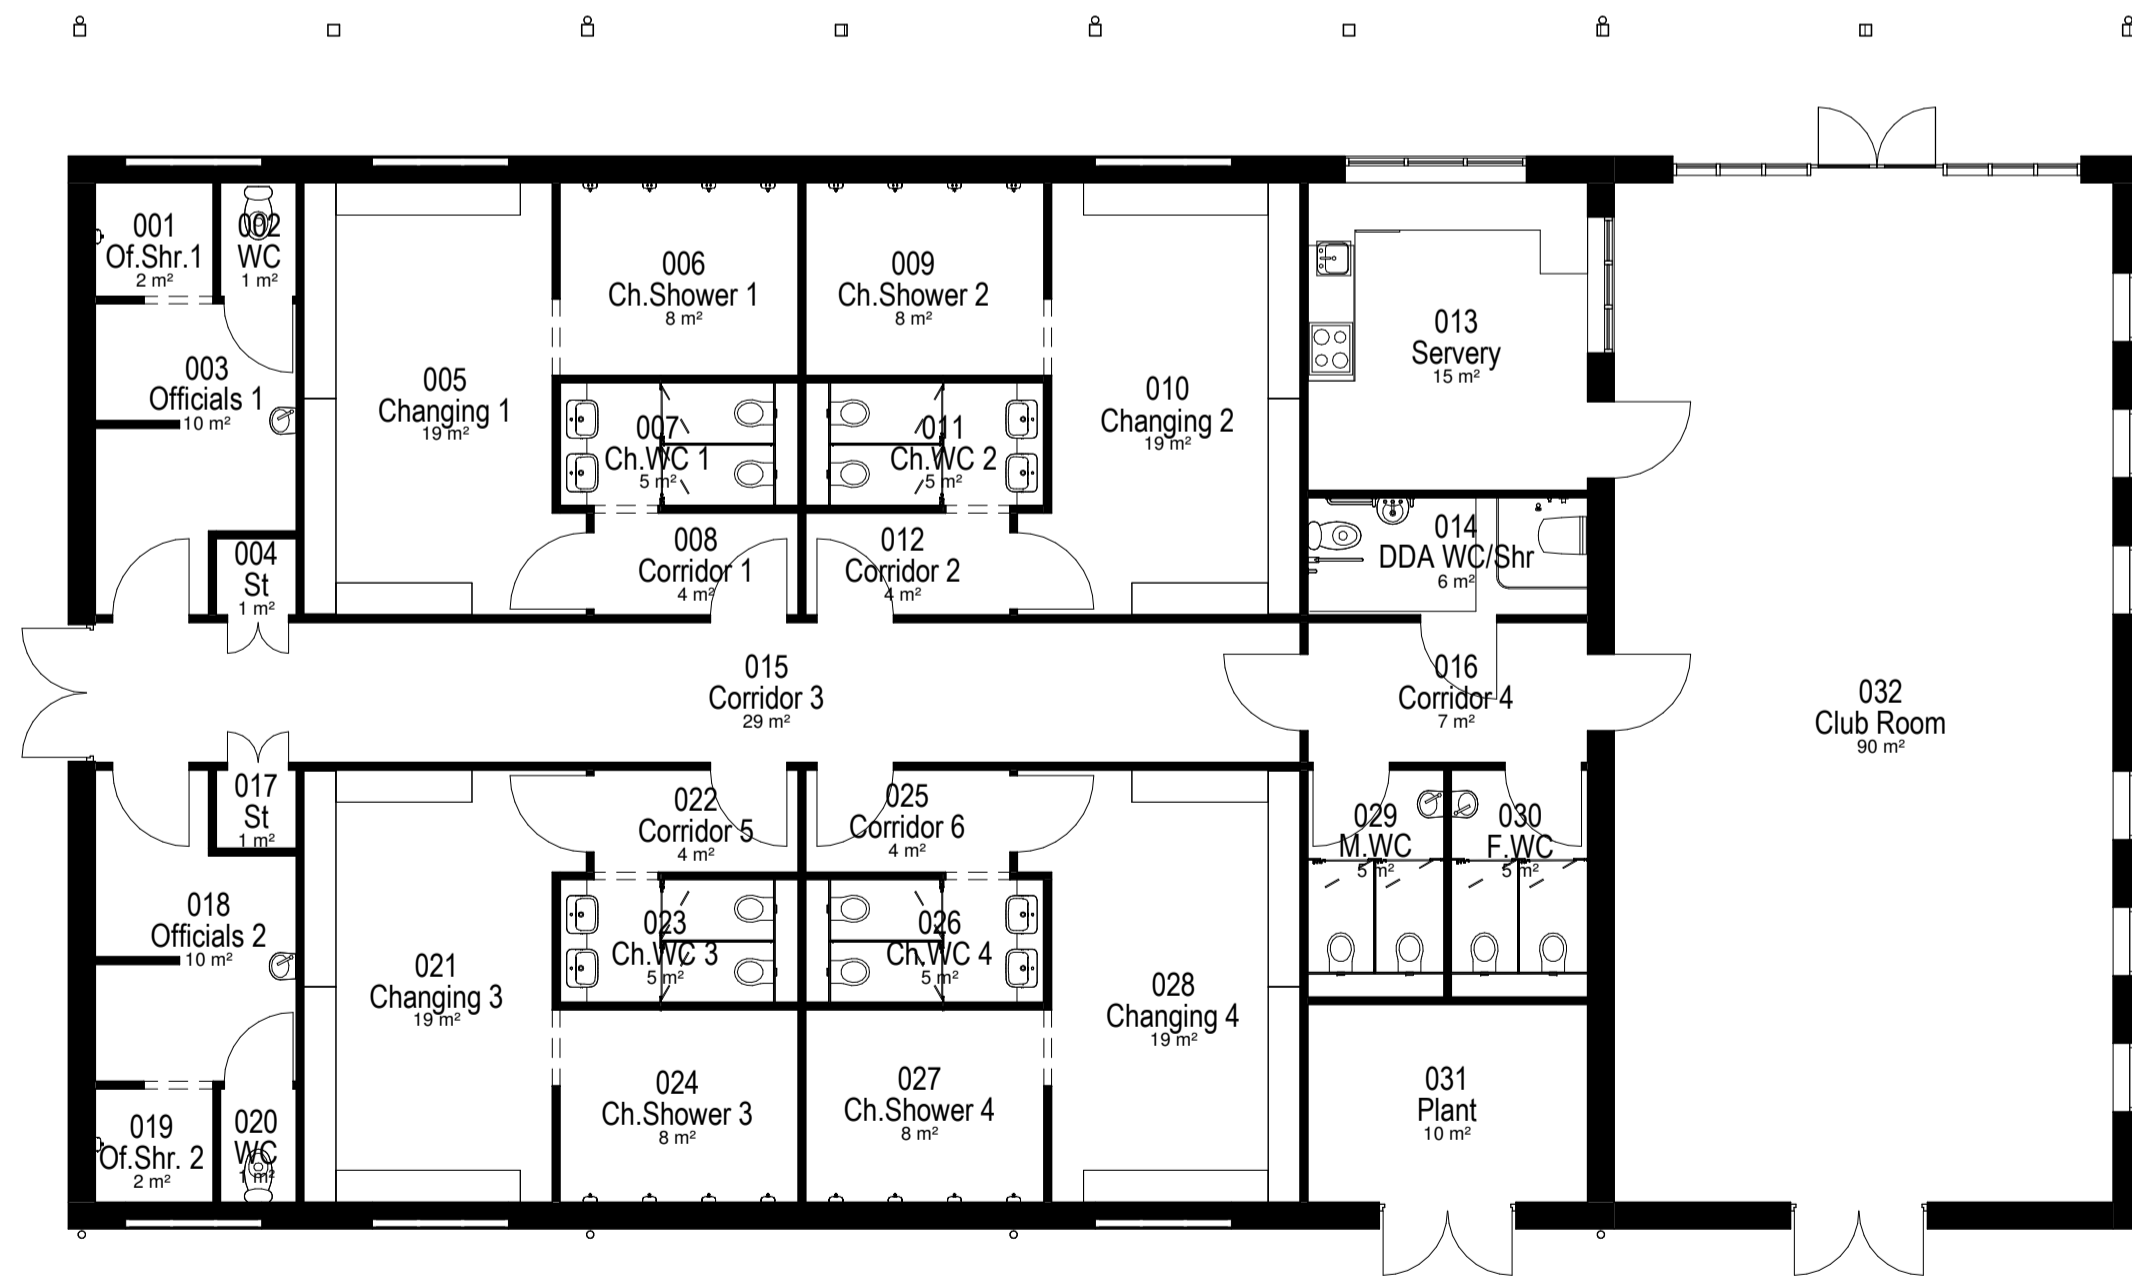 001
Of.Shr.1
2 m²
002
WC
1 m²
003
Officials 1
10 m²
004
St
1 m²
005
Changing 1
19 m²
006
Ch.Shower 1
8 m²
007
Ch.WC 1
5 m²
008
Corridor 1
4 m²
009
Ch.Shower 2
8 m²
010
Changing 2
19 m²
011
Ch.WC 2
5 m²
012
Corridor 2
4 m²
013
Servery
15 m²
014
DDA WC/Shr
6 m²
015
Corridor 3
29 m²
016
Corridor 4
7 m²
017
St
1 m²
018
Officials 2
10 m²
019
Of.Shr. 2
2 m²
020
WC
1 m²
021
Changing 3
19 m²
022
Corridor 5
4 m²
023
Ch.WC 3
5 m²
024
Ch.Shower 3
8 m²
025
Corridor 6
4 m²
026
Ch.WC 4
5 m²
027
Ch.Shower 4
8 m²
028
Changing 4
19 m²
029
M.WC
5 m²
030
F.WC
5 m²
031
Plant
10 m²
032
Club Room
90 m²